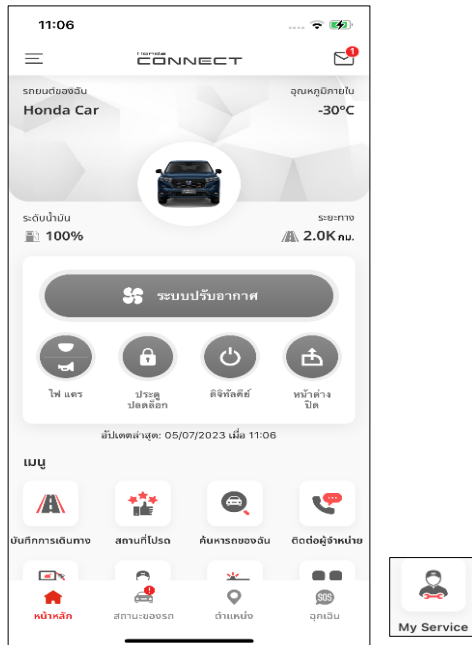 11:06
HONDA
CONNECT
1
รถยนต์ของฉัน
อุณหภูมิภายใน
Honda Car
-30°C
ระดับน้ำมัน
ระยะทาง
100%
2.0K กม.
ระบบปรับอากาศ
ไฟ แตร
ประตู
ปลดล็อก
ดิจิทัลคีย์
หน้าต่าง
ปิด
อัปเดตล่าสุด: 05/07/2023 เมื่อ 11:06
เมนู
บันทึกการเดินทาง
สถานที่โปรด
ค้นหารถของฉัน
ติดต่อผู้จำหน่าย
หน้าหลัก
สถานะของรถ
ตำแหน่ง
SOS
ฉุกเฉิน
My Service